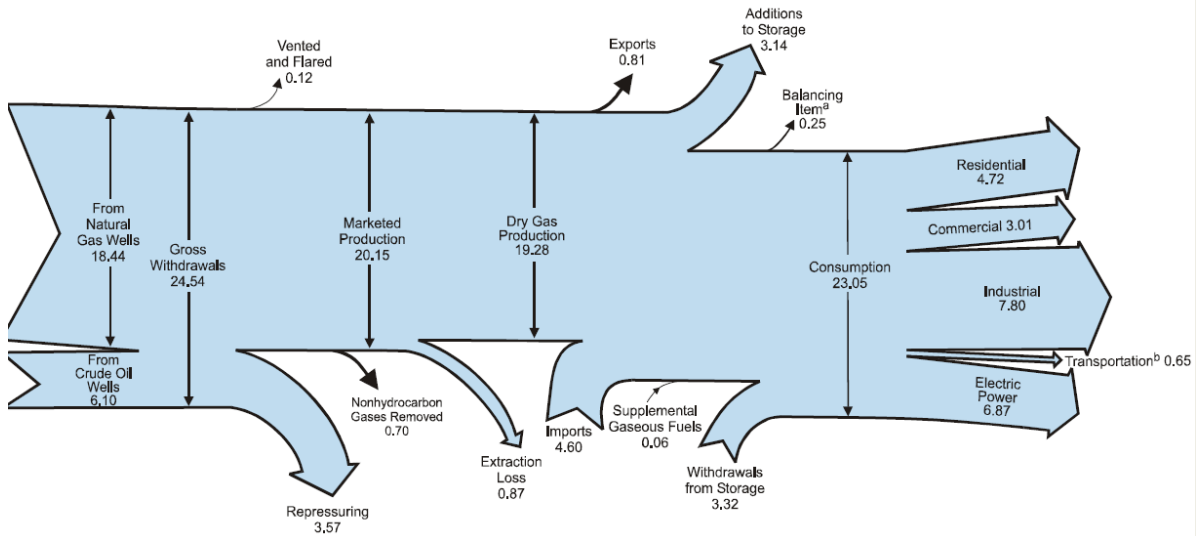 Vented
and Flared
0.12
Exports
0.81
Additions
to Storage
3.14
Balancing
Itemᵃ
0.25
From
Natural
Gas Wells
18.44
Gross
Withdrawals
24.54
Marketed
Production
20.15
Dry Gas
Production
19.28
Consumption
23.05
Residential
4.72
Commercial 3.01
Industrial
7.80
Transportationᵇ 0.65
Electric
Power
6.87
From
Crude Oil
Wells
6.10
Repressuring
3.57
Nonhydrocarbon
Gases Removed
0.70
Extraction
Loss
0.87
Imports
4.60
Supplemental
Gaseous Fuels
0.06
Withdrawals
from Storage
3.32